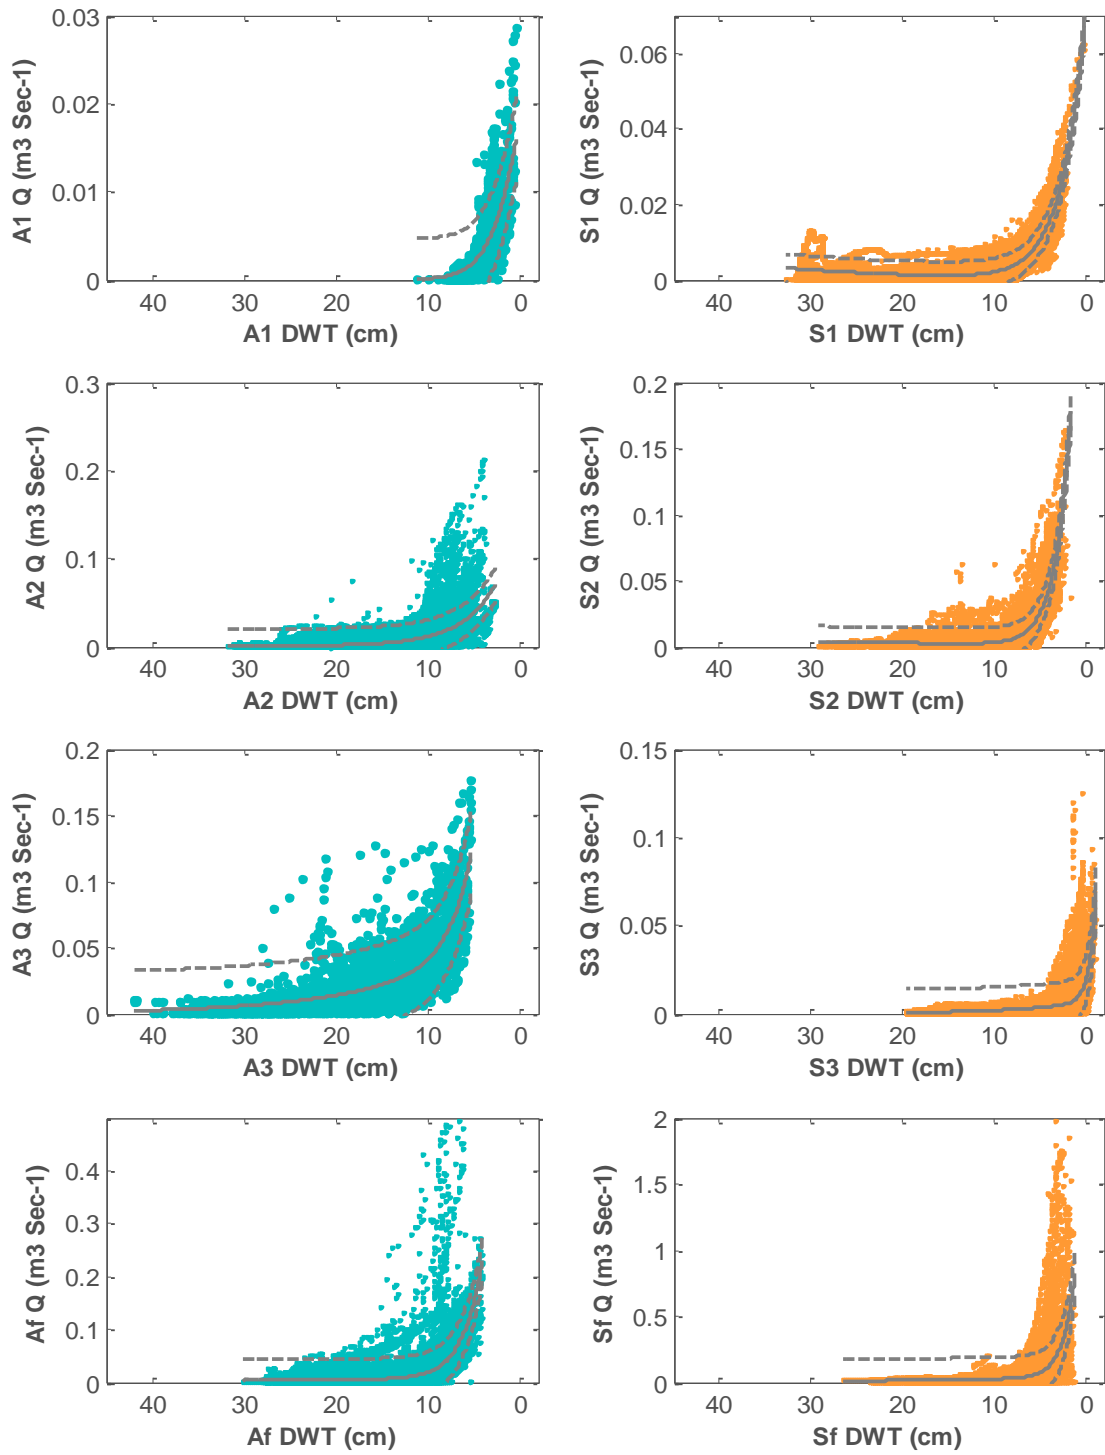 0.03
0.02
0.01
0
A1 Q (m3 Sec-1)
40 30 20 10 0
A1 DWT (cm)
0.06
0.04
0.02
0
S1 Q (m3 Sec-1)
40 30 20 10 0
S1 DWT (cm)
0.3
0.2
0.1
0
A2 Q (m3 Sec-1)
40 30 20 10 0
A2 DWT (cm)
0.2
0.15
0.1
0.05
0
S2 Q (m3 Sec-1)
40 30 20 10 0
S2 DWT (cm)
0.2
0.15
0.1
0.05
0
A3 Q (m3 Sec-1)
40 30 20 10 0
A3 DWT (cm)
0.15
0.1
0.05
0
S3 Q (m3 Sec-1)
40 30 20 10 0
S3 DWT (cm)
0.4
0.3
0.2
0.1
0
Af Q (m3 Sec-1)
40 30 20 10 0
Af DWT (cm)
2
1.5
1
0.5
0
Sf Q (m3 Sec-1)
40 30 20 10 0
Sf DWT (cm)